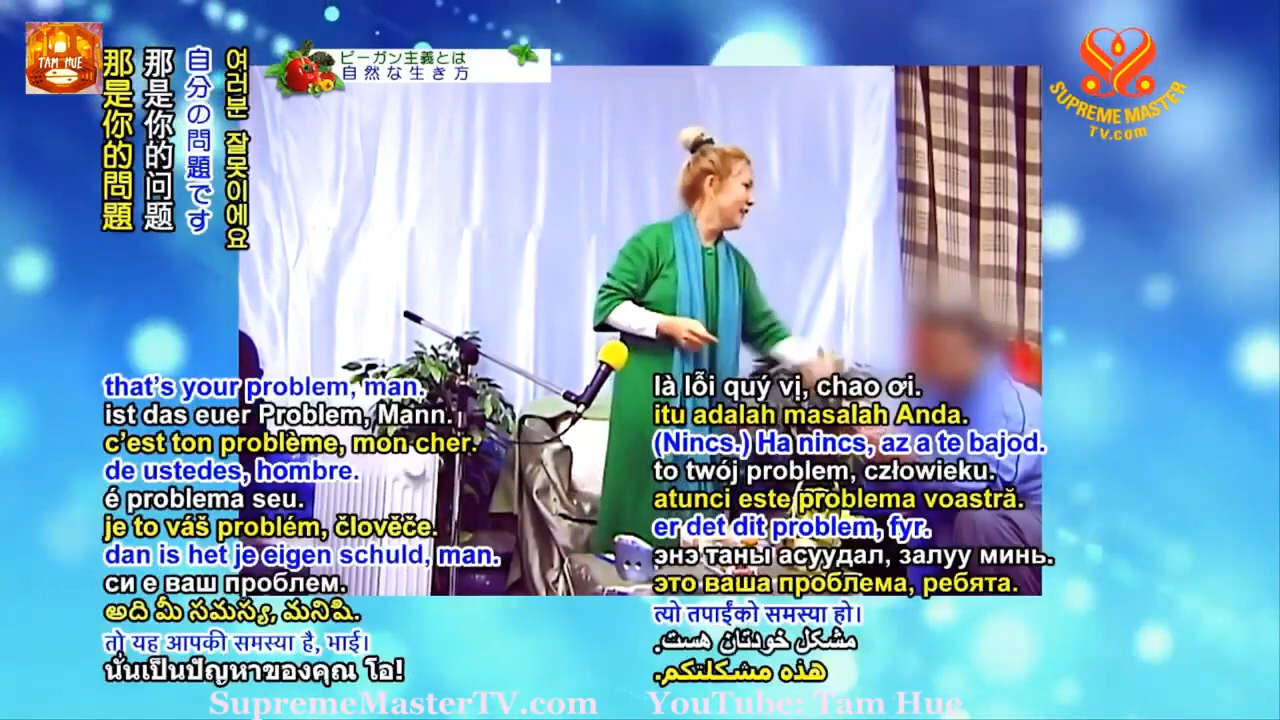 TAM HUE
那是你的問題
那是你的问题
自分の問題です
여러분 잘못이에요
ビーガン主義とは
自然な生き方
SUPREME MASTER
TV.com
that's your problem, man.
ist das euer Problem, Mann.
c'est ton problème, mon cher.
de ustedes, hombre.
é problema seu.
je to váš problém, člověče.
dan is het je eigen schuld, man.
си е ваш проблем.
అది మీ సమస్య, మనిషి.
तो यह आपकी समस्या है, भाई।
นั่นเป็นปัญหาของคุณ โอ!
là lỗi quý vị, chao ơi.
itu adalah masalah Anda.
(Nincs.) Ha nincs, az a te bajod.
to twój problem, człowieku.
atunci este problema voastră.
er det dit problem, fyr.
энэ таны асуудал, залуу минь.
это ваша проблема, ребята.
त्यो तपाईंको समस्या हो।
مشکل خودتان هست.
هذه مشكلتكم.
SupremeMasterTV.com
YouTube: Tam Hue